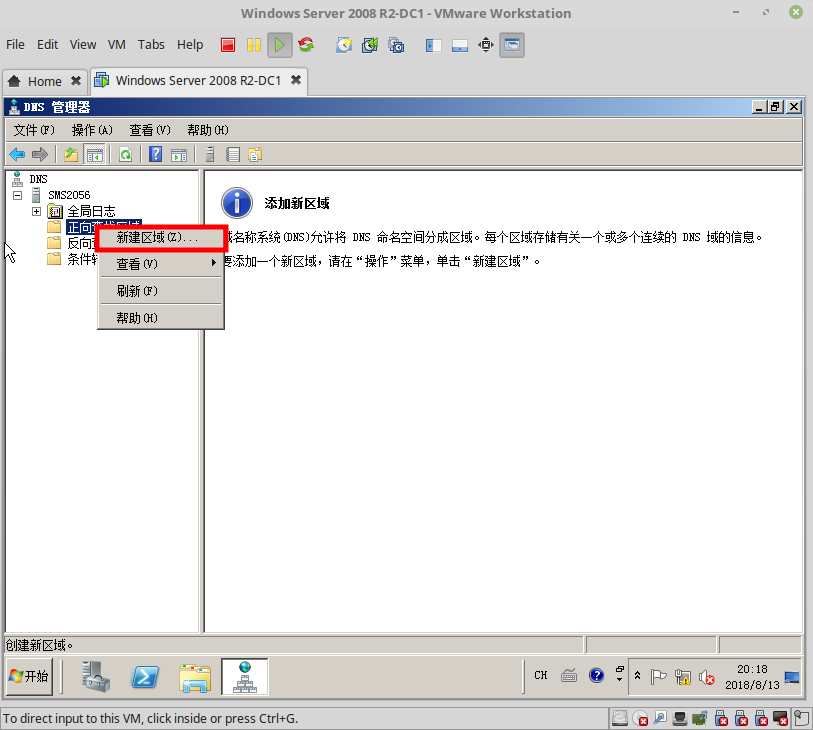 Windows Server 2008 R2-DC1 - VMware Workstation
File Edit View VM Tabs Help
Home Windows Server 2008 R2-DC1
DNS 管理器
文件(F) 操作(A) 查看(V) 帮助(H)
DNS
SMS2056
全局日志
正向查找区域
反向
条件
新建区域(Z)...
查看(V)
刷新(F)
帮助(H)
添加新区域
名称系统(DNS)允许将 DNS 命名空间分成区域。每个区域存储有关一个或多个连续的 DNS 域的信息。
要添加一个新区域，请在“操作”菜单，单击“新建区域”。
创建新区域。
开始 CH 20:18
2018/8/13
To direct input to this VM, click inside or press Ctrl+G.